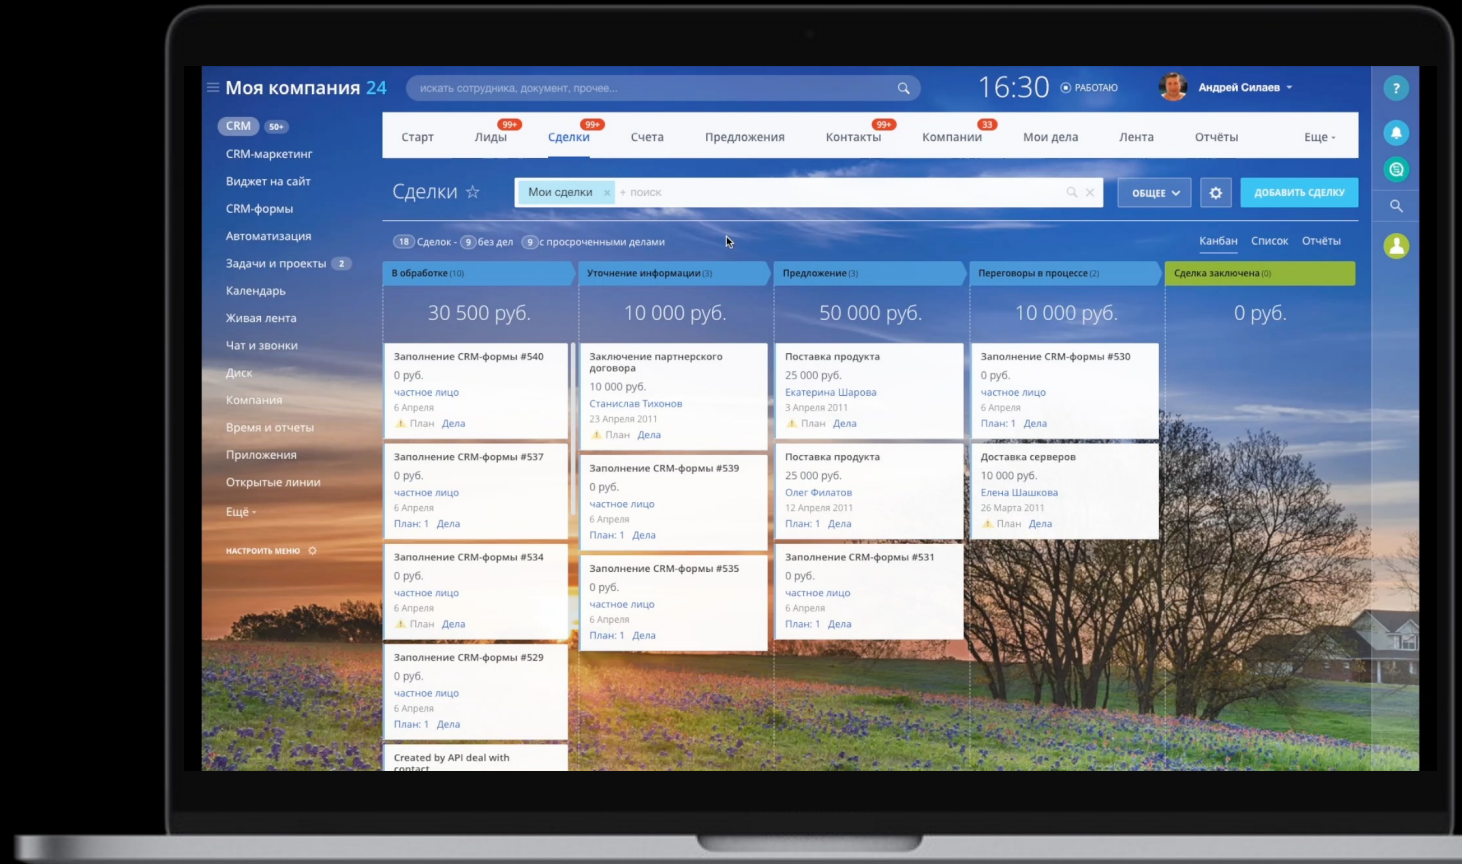 Моя компания 24
искать сотрудника, документ, прочее...
16:30 РАБОТАЮ
Андрей Силаев
?
CRM 50+
CRM-маркетинг
Виджет на сайт
CRM-формы
Автоматизация
Задачи и проекты 2
Календарь
Живая лента
Чат и звонки
Диск
Компания
Время и отчеты
Приложения
Открытые линии
Ещё
НАСТРОИТЬ МЕНЮ
Старт
Лиды 99+
Сделки 99+
Счета
Предложения
Контакты 99+
Компании 33
Мои дела
Лента
Отчёты
Еще
Сделки
Мои сделки × + поиск
ОБЩЕЕ
ДОБАВИТЬ СДЕЛКУ
18 Сделок - 9 без дел 9 с просроченными делами
Канбан Список Отчёты
В обработке (10)
30 500 руб.
Заполнение CRM-формы #540
0 руб.
частное лицо
6 Апреля
План Дела
Заполнение CRM-формы #537
0 руб.
частное лицо
6 Апреля
План: 1 Дела
Заполнение CRM-формы #534
0 руб.
частное лицо
6 Апреля
План Дела
Заполнение CRM-формы #529
0 руб.
частное лицо
6 Апреля
План: 1 Дела
Created by API deal with
contact
Уточнение информации (3)
10 000 руб.
Заключение партнерского
договора
10 000 руб.
Станислав Тихонов
23 Апреля 2011
План Дела
Заполнение CRM-формы #539
0 руб.
частное лицо
6 Апреля
План: 1 Дела
Заполнение CRM-формы #535
0 руб.
частное лицо
6 Апреля
План: 1 Дела
Предложение (3)
50 000 руб.
Поставка продукта
25 000 руб.
Екатерина Шарова
3 Апреля 2011
План Дела
Поставка продукта
25 000 руб.
Олег Филатов
12 Апреля 2011
План: 1 Дела
Заполнение CRM-формы #531
0 руб.
частное лицо
6 Апреля
План: 1 Дела
Переговоры в процессе (2)
10 000 руб.
Заполнение CRM-формы #530
0 руб.
частное лицо
6 Апреля
План: 1 Дела
Доставка серверов
10 000 руб.
Елена Шашкова
26 Марта 2011
План Дела
Сделка заключена (0)
0 руб.